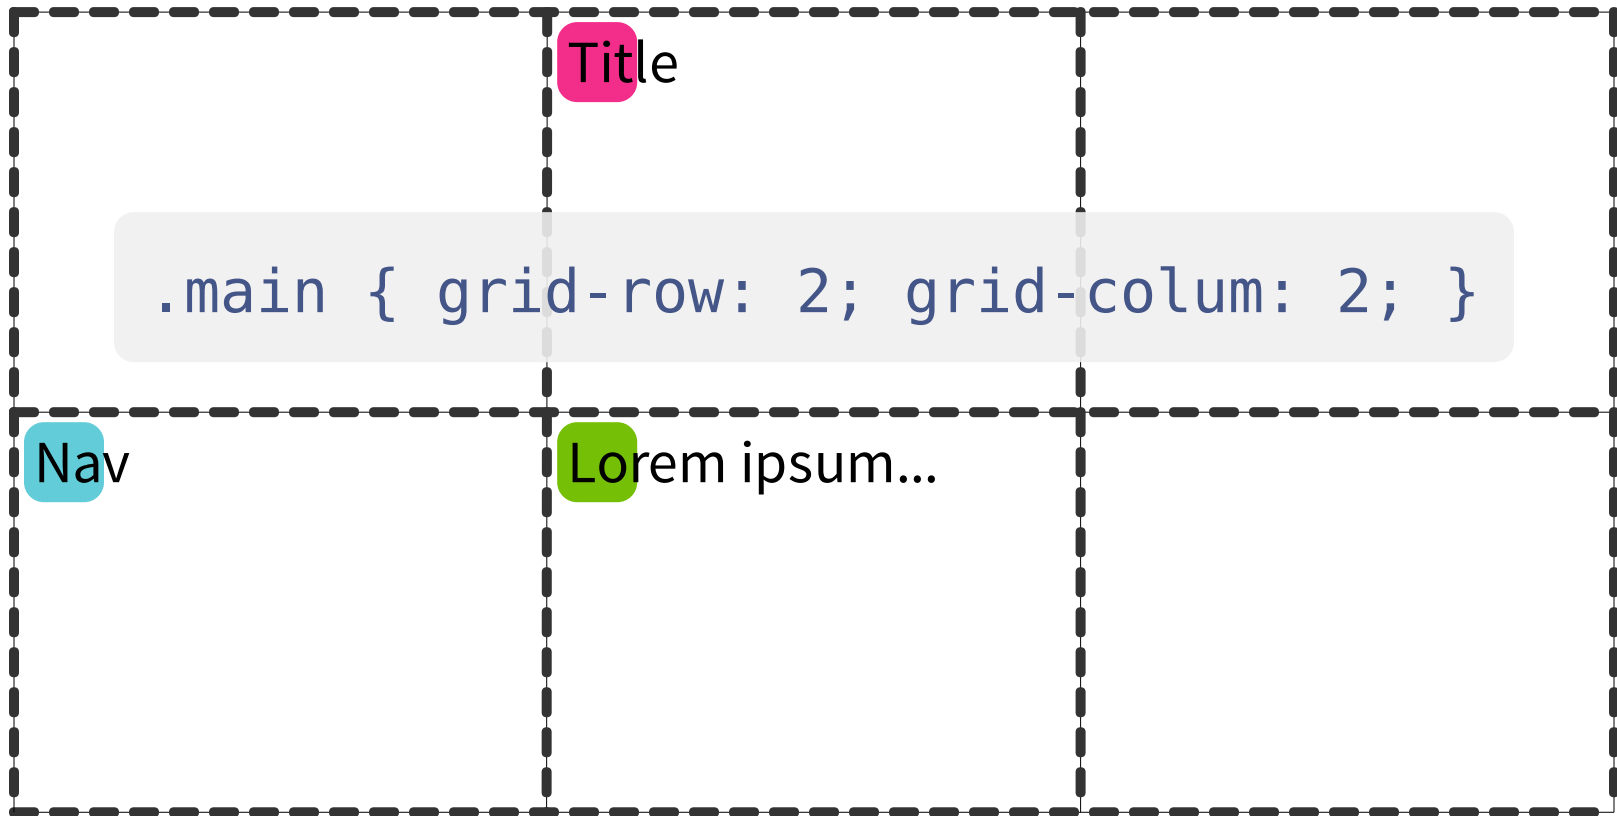 Title
.main { grid-row: 2; grid-colum: 2; }
Nav
Lorem ipsum...